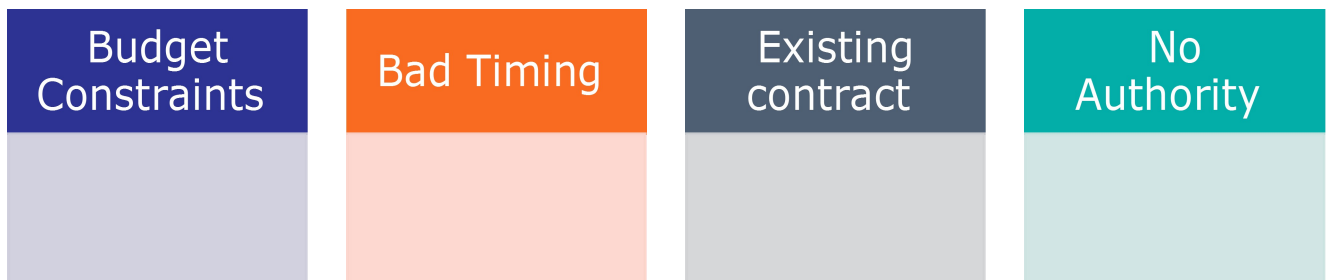 Budget
Constraints
Bad Timing
Existing
contract
No
Authority